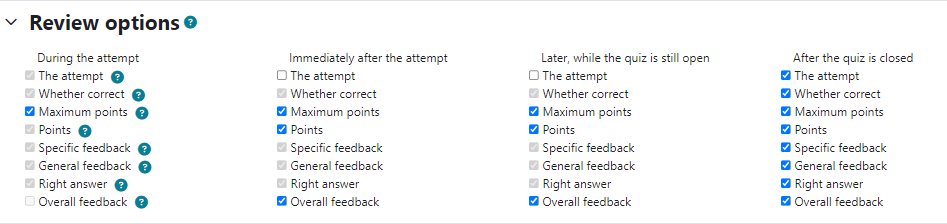 Review options ?
During the attempt
The attempt ?
Whether correct ?
Maximum points ?
Points ?
Specific feedback ?
General feedback ?
Right answer ?
Overall feedback ?
Immediately after the attempt
The attempt
Whether correct
Maximum points
Points
Specific feedback
General feedback
Right answer
Overall feedback
Later, while the quiz is still open
The attempt
Whether correct
Maximum points
Points
Specific feedback
General feedback
Right answer
Overall feedback
After the quiz is closed
The attempt
Whether correct
Maximum points
Points
Specific feedback
General feedback
Right answer
Overall feedback